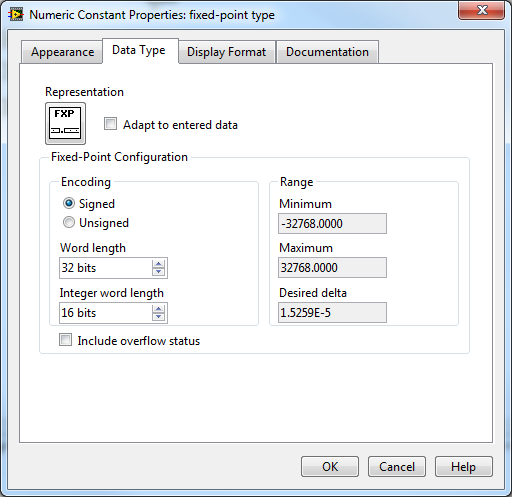 Numeric Constant Properties: fixed-point type
Appearance Data Type Display Format Documentation
Representation
FXP
Adapt to entered data
Fixed-Point Configuration
Encoding
Signed
Unsigned
Word length
32 bits
Integer word length
16 bits
Range
Minimum
-32768.0000
Maximum
32768.0000
Desired delta
1.5259E-5
Include overflow status
OK Cancel Help